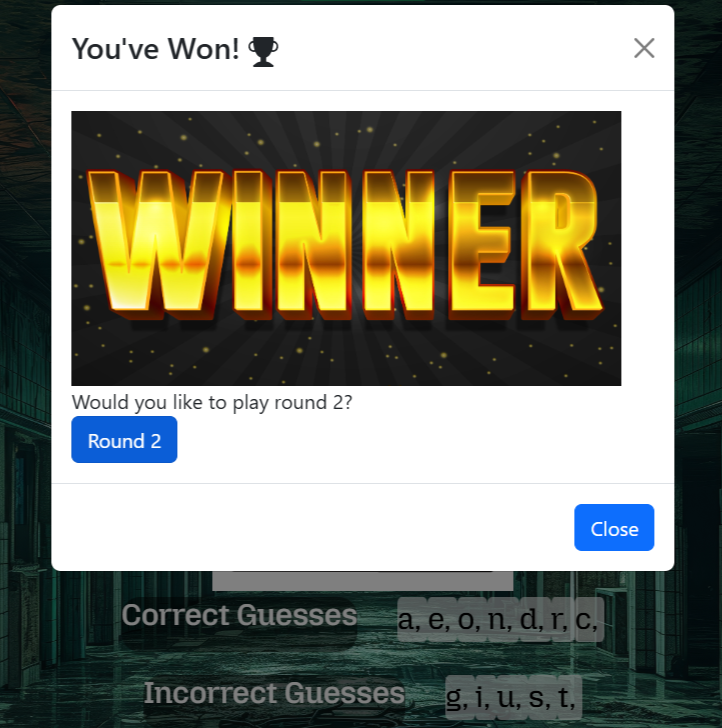 You've Won!
WINNER
Would you like to play round 2?
Round 2
Close
Correct Guesses a, e, o, n, d, r, c,
Incorrect Guesses g, i, u, s, t,